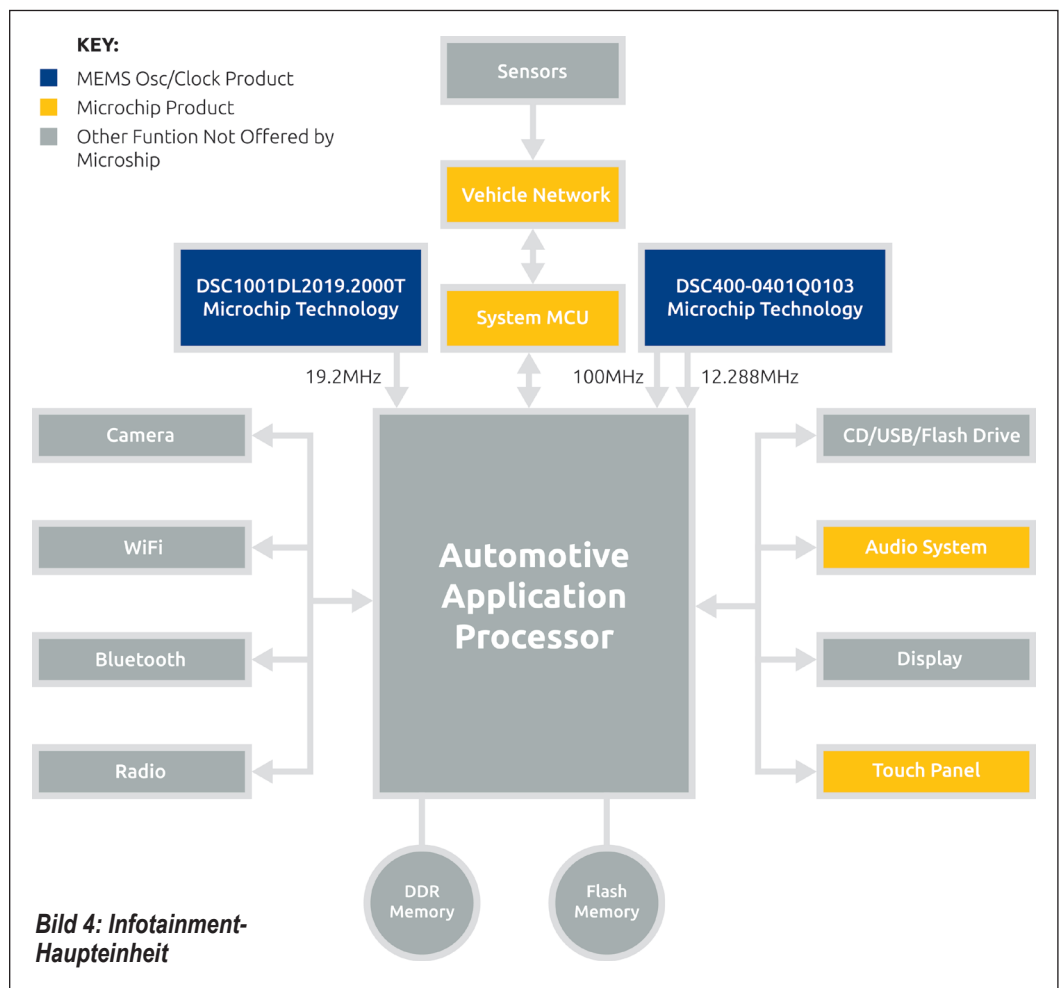 KEY:
MEMS Osc/Clock Product
Microchip Product
Other Funtion Not Offered by
Microship
Sensors
Vehicle Network
DSC1001DL2019.2000T
Microchip Technology
System MCU
DSC400-0401Q0103
Microchip Technology
19.2MHz
100MHz
12.288MHz
Camera
WiFi
Bluetooth
Radio
Automotive
Application
Processor
CD/USB/Flash Drive
Audio System
Display
Touch Panel
DDR
Memory
Flash
Memory
Bild 4: Infotainment-
Haupteinheit